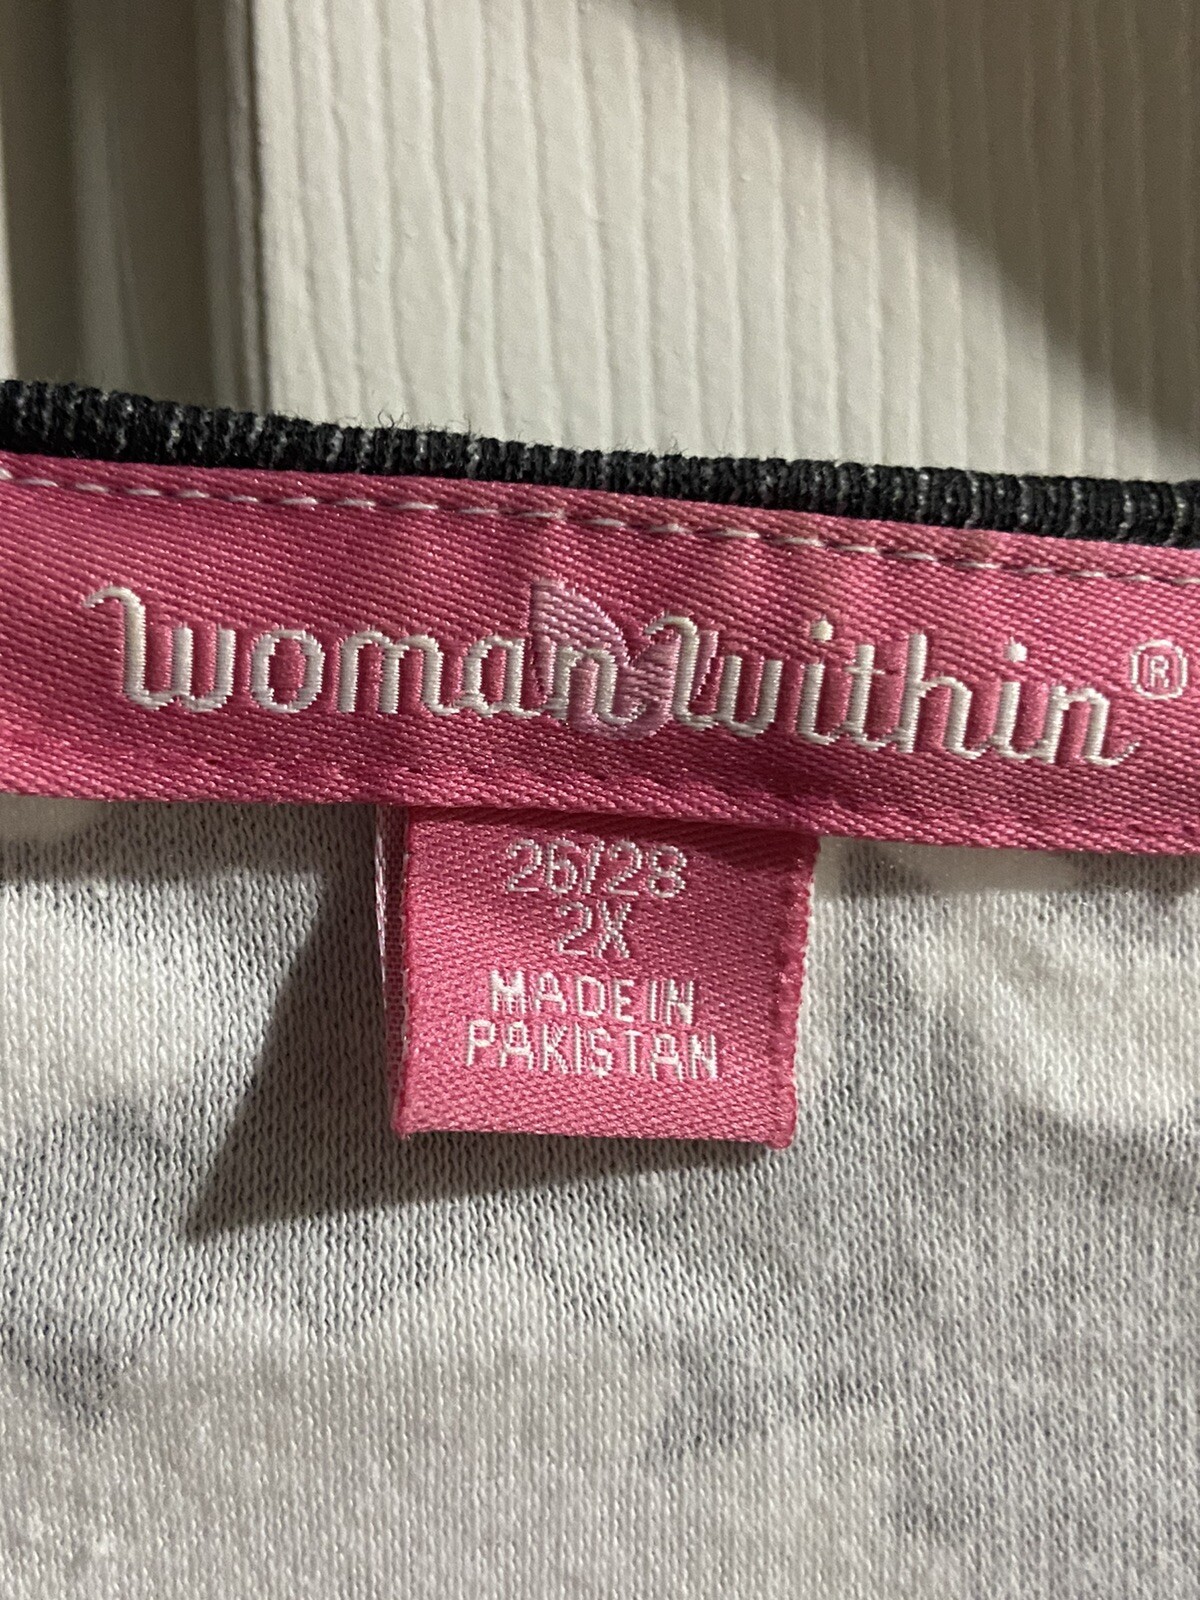 woman within®
26/28
2X
MADE IN
PAKISTAN